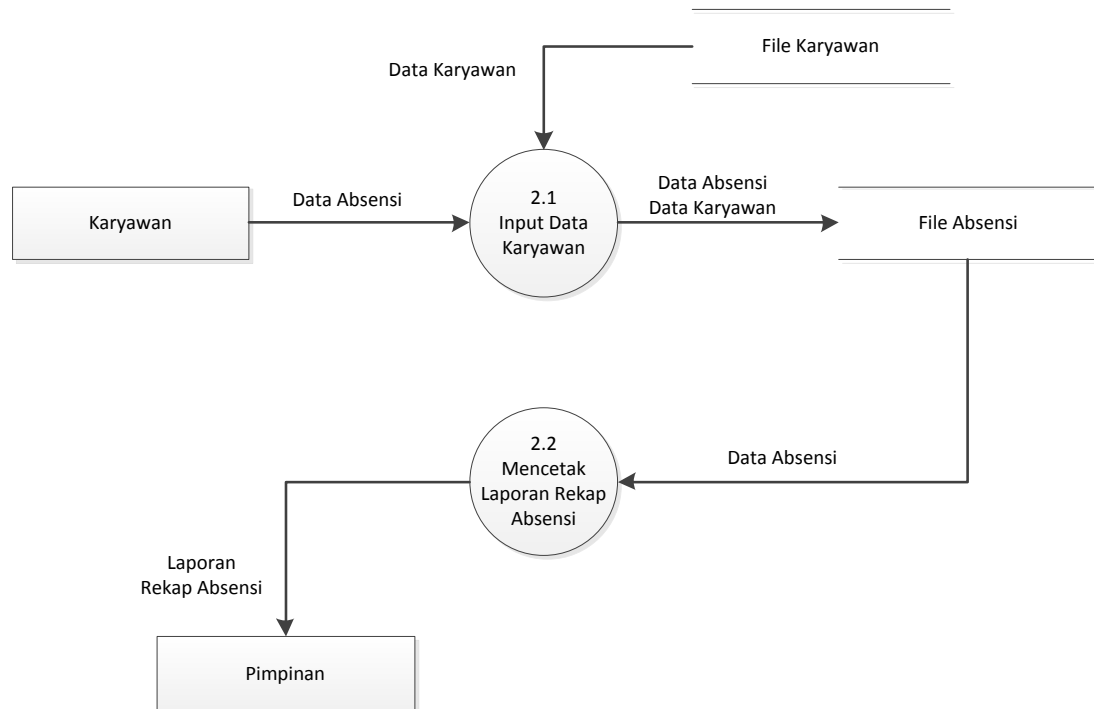 File Karyawan
Data Karyawan
Karyawan
Data Absensi
2.1
Input Data
Karyawan
Data Absensi
Data Karyawan
File Absensi
2.2
Mencetak
Laporan Rekap
Absensi
Data Absensi
Laporan
Rekap Absensi
Pimpinan